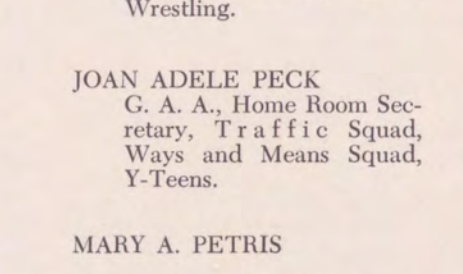 Wrestling.
JOAN ADELE PECK
G. A. A., Home Room Sec-
retary, Traffic Squad,
Ways and Means Squad,
Y-Teens.
MARY A. PETRIS